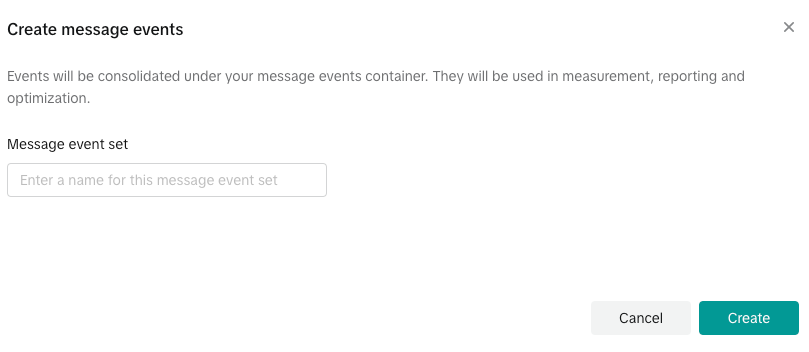 Create message events
Events will be consolidated under your message events container. They will be used in measurement, reporting and
optimization.
Message event set
Enter a name for this message event set
Cancel
Create